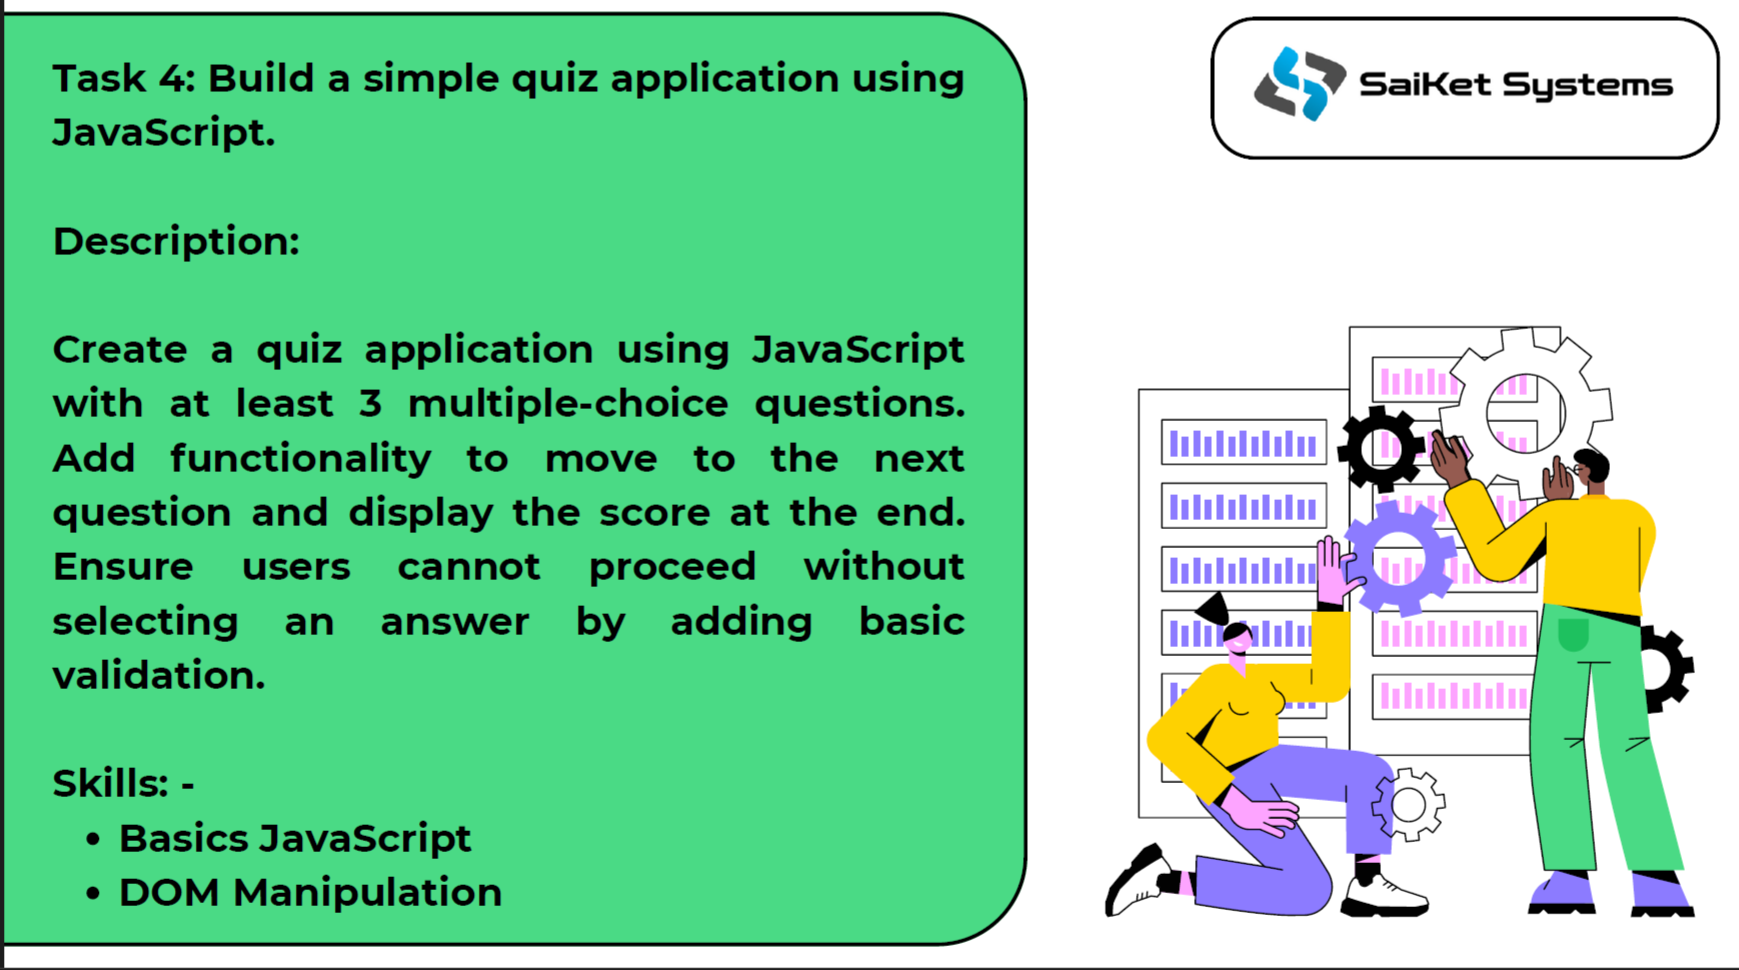 Task 4: Build a simple quiz application using
JavaScript.
Description:
Create a quiz application using JavaScript
with at least 3 multiple-choice questions.
Add functionality to move to the next
question and display the score at the end.
Ensure users cannot proceed without
selecting an answer by adding basic
validation.
Skills: -
• Basics JavaScript
• DOM Manipulation
SaiKet Systems